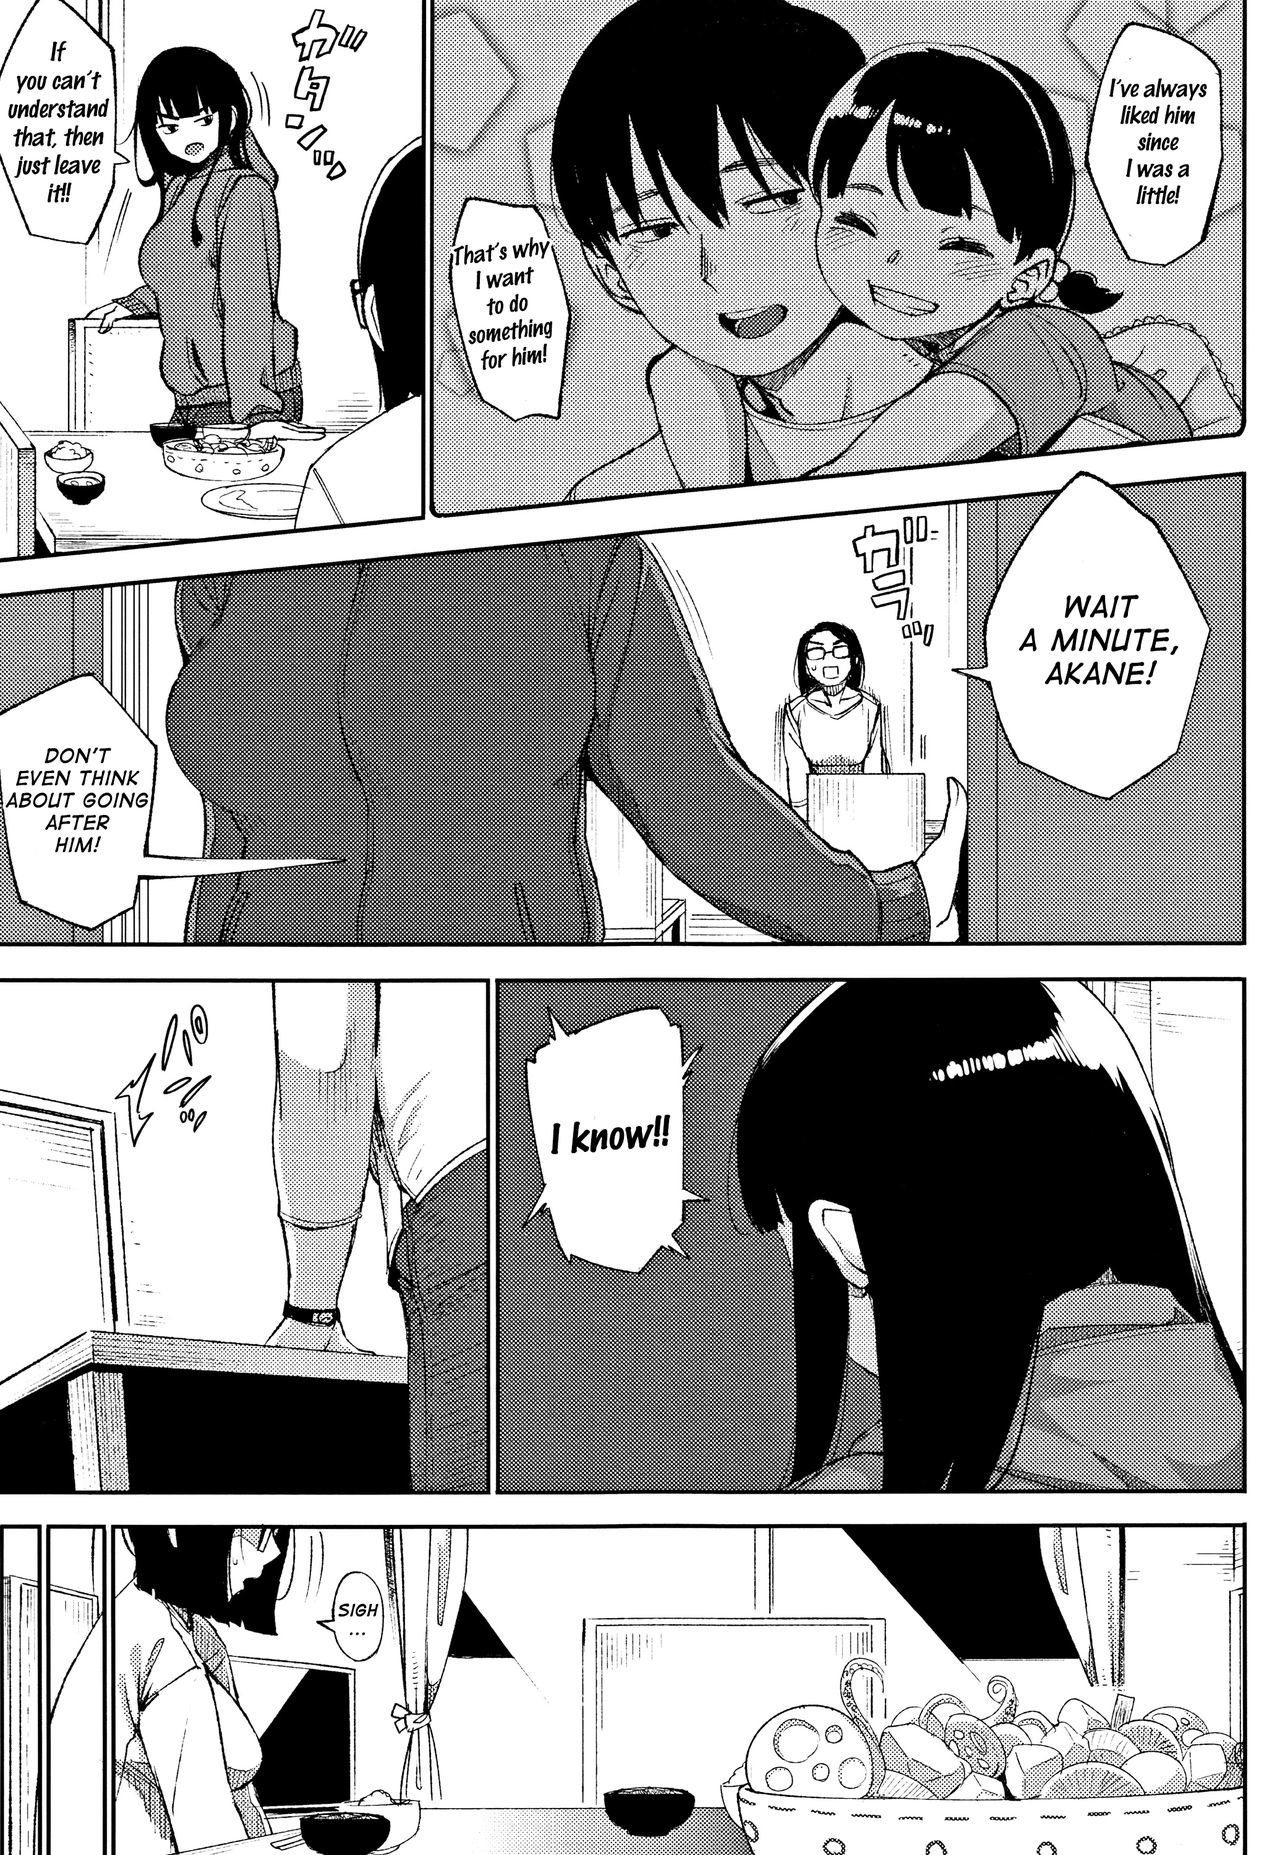 I've always
liked him
since
I was a
little!
That's why
I want
to do
something
for him!
If
you can't
understand
that, then
just leave
it!!
ガタンッ
WAIT
A MINUTE,
AKANE!
ガラッ
DON'T
EVEN THINK
ABOUT GOING
AFTER
HIM!
I know!!
SIGH
...